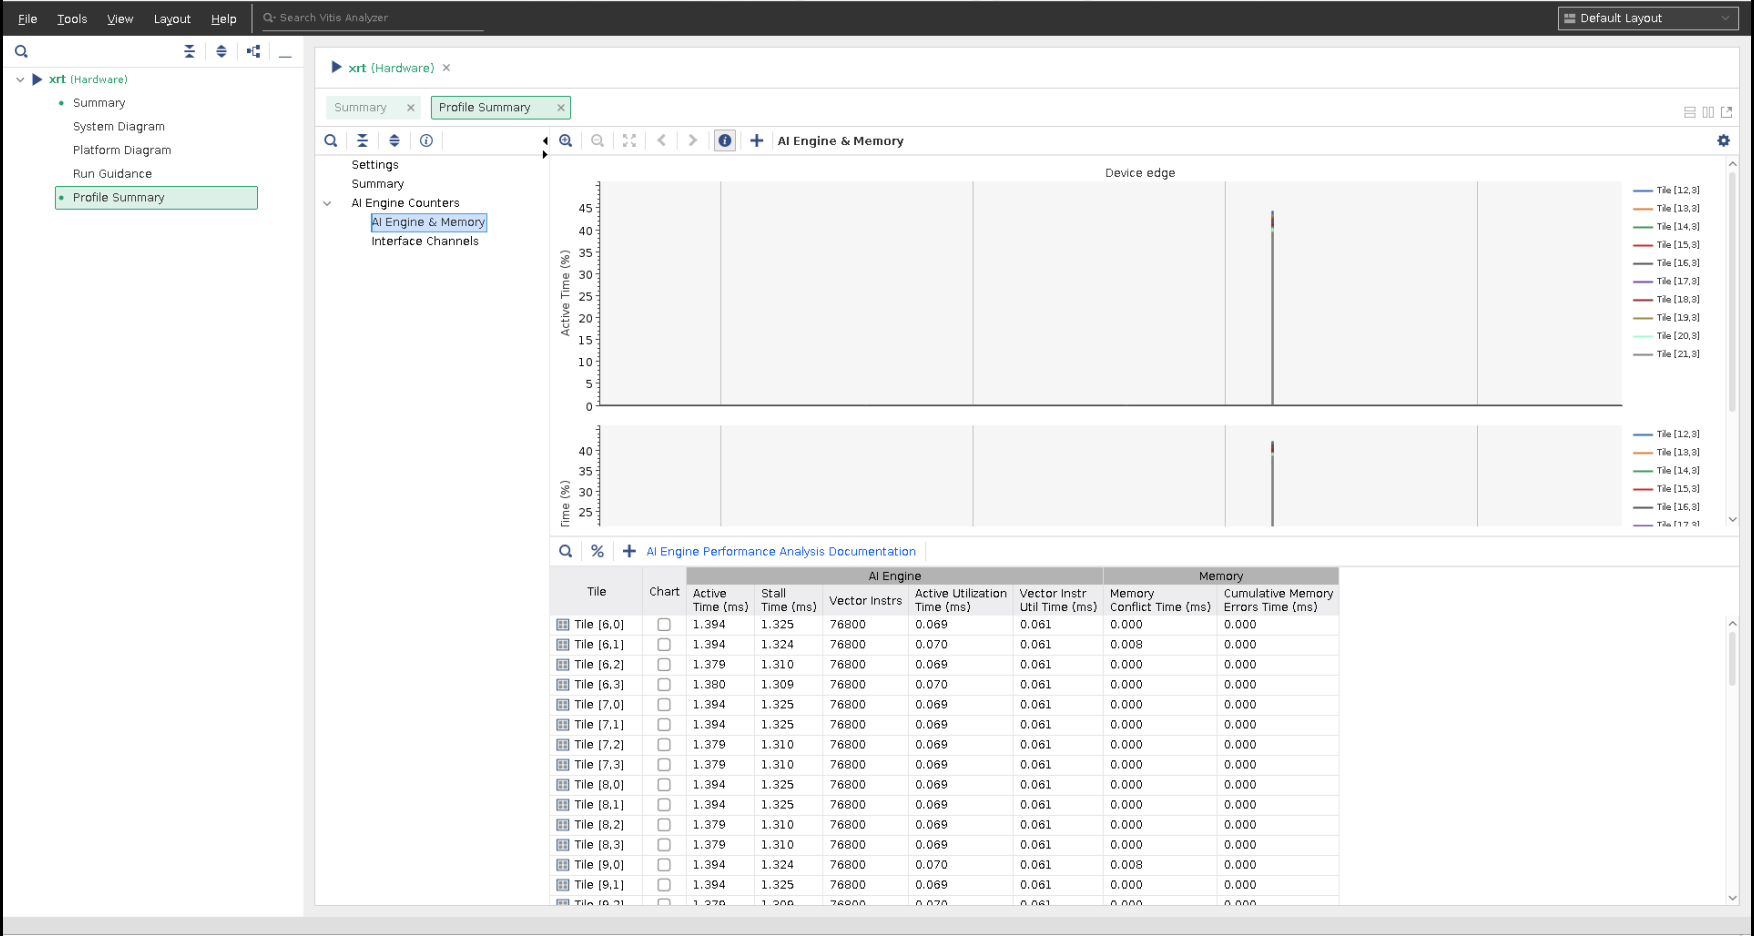 File Tools View Layout Help Search Vitis Analyzer Default Layout
xrt (Hardware)
Summary
System Diagram
Platform Diagram
Run Guidance
Profile Summary
xrt (Hardware)
Summary Profile Summary
Settings
Summary
AI Engine Counters
AI Engine & Memory
Interface Channels
AI Engine & Memory
Device edge
Active Time (%)
45
40
35
30
25
20
15
10
5
0
Tile [12,3]
Tile [13,3]
Tile [14,3]
Tile [15,3]
Tile [16,3]
Tile [17,3]
Tile [18,3]
Tile [19,3]
Tile [20,3]
Tile [21,3]
Time (%)
40
35
30
25
Tile [12,3]
Tile [13,3]
Tile [14,3]
Tile [15,3]
Tile [16,3]
Tile [17,3]
% AI Engine Performance Analysis Documentation
AI Engine Memory
Tile Chart Active Time (ms) Stall Time (ms) Vector Instrs Active Utilization Time (ms) Vector Instr Util Time (ms) Memory Conflict Time (ms) Cumulative Memory Errors Time (ms)
Tile [6,0] 1.394 1.325 76800 0.069 0.061 0.000 0.000
Tile [6,1] 1.394 1.324 76800 0.070 0.061 0.008 0.000
Tile [6,2] 1.379 1.310 76800 0.069 0.061 0.000 0.000
Tile [6,3] 1.380 1.309 76800 0.070 0.061 0.000 0.000
Tile [7,0] 1.394 1.325 76800 0.069 0.061 0.000 0.000
Tile [7,1] 1.394 1.325 76800 0.069 0.061 0.000 0.000
Tile [7,2] 1.379 1.310 76800 0.069 0.061 0.000 0.000
Tile [7,3] 1.379 1.310 76800 0.069 0.061 0.000 0.000
Tile [8,0] 1.394 1.325 76800 0.069 0.061 0.000 0.000
Tile [8,1] 1.394 1.325 76800 0.069 0.061 0.000 0.000
Tile [8,2] 1.379 1.310 76800 0.069 0.061 0.000 0.000
Tile [8,3] 1.379 1.310 76800 0.069 0.061 0.000 0.000
Tile [9,0] 1.394 1.324 76800 0.070 0.061 0.008 0.000
Tile [9,1] 1.394 1.325 76800 0.069 0.061 0.000 0.000
Tile [9,2] 1.379 1.309 76800 0.070 0.061 0.000 0.000